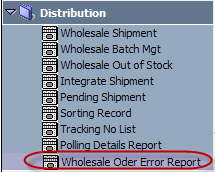 Distribution
Wholesale Shipment
Wholesale Batch Mgt
Wholesale Out of Stock
Integrate Shipment
Pending Shipment
Sorting Record
Tracking No List
Polling Details Report
Wholesale Oder Error Report